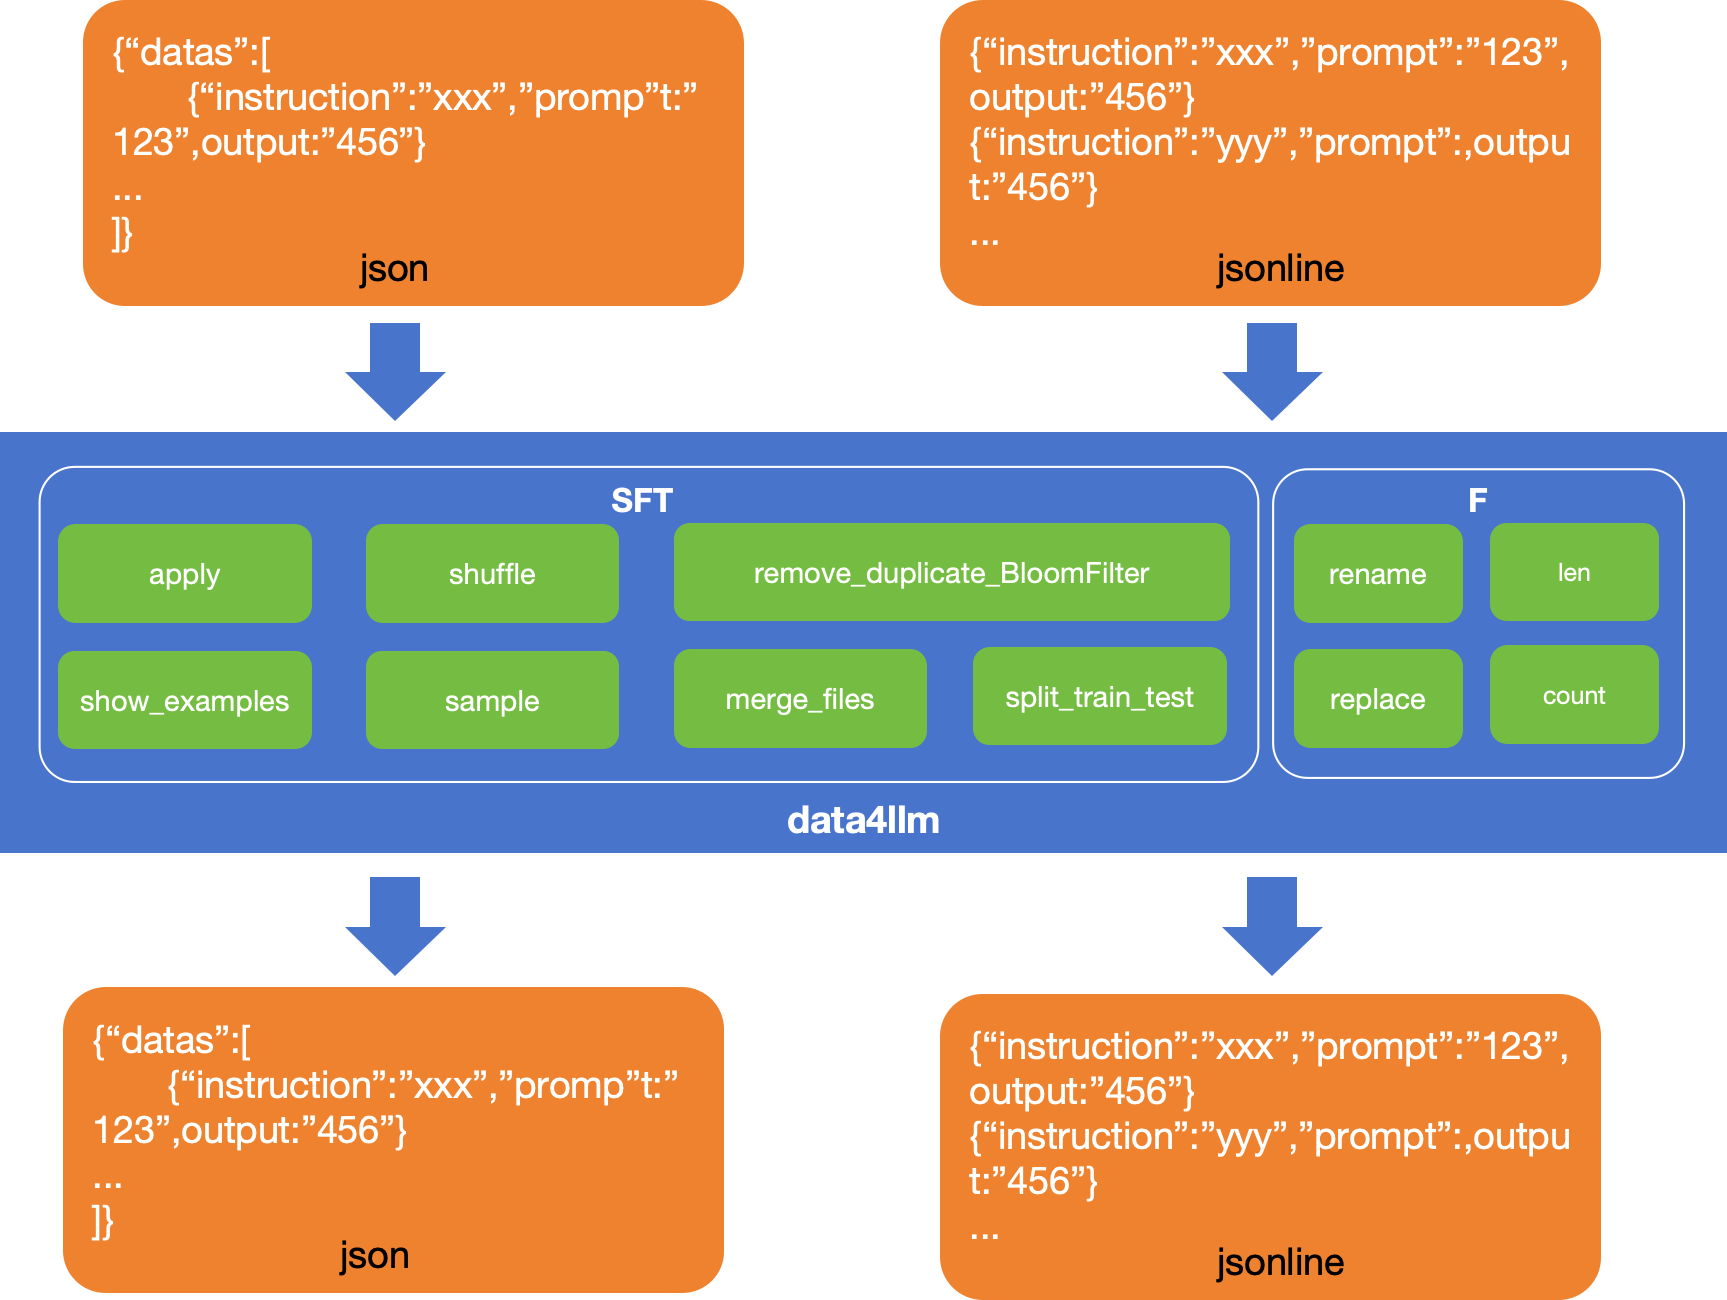 {“datas”:[
{“instruction”:”xxx”,”promp”t:”
123”,output:”456”}
...
]}
json
{“instruction”:”xxx”,”prompt”:”123”,
output:”456”}
{“instruction”:”yyy”,”prompt”:,outpu
t:”456”}
...
jsonline
SFT
apply
shuffle
remove_duplicate_BloomFilter
show_examples
sample
merge_files
split_train_test
F
rename
len
replace
count
data4llm
{“datas”:[
{“instruction”:”xxx”,”promp”t:”
123”,output:”456”}
...
]}
json
{“instruction”:”xxx”,”prompt”:”123”,
output:”456”}
{“instruction”:”yyy”,”prompt”:,outpu
t:”456”}
...
jsonline